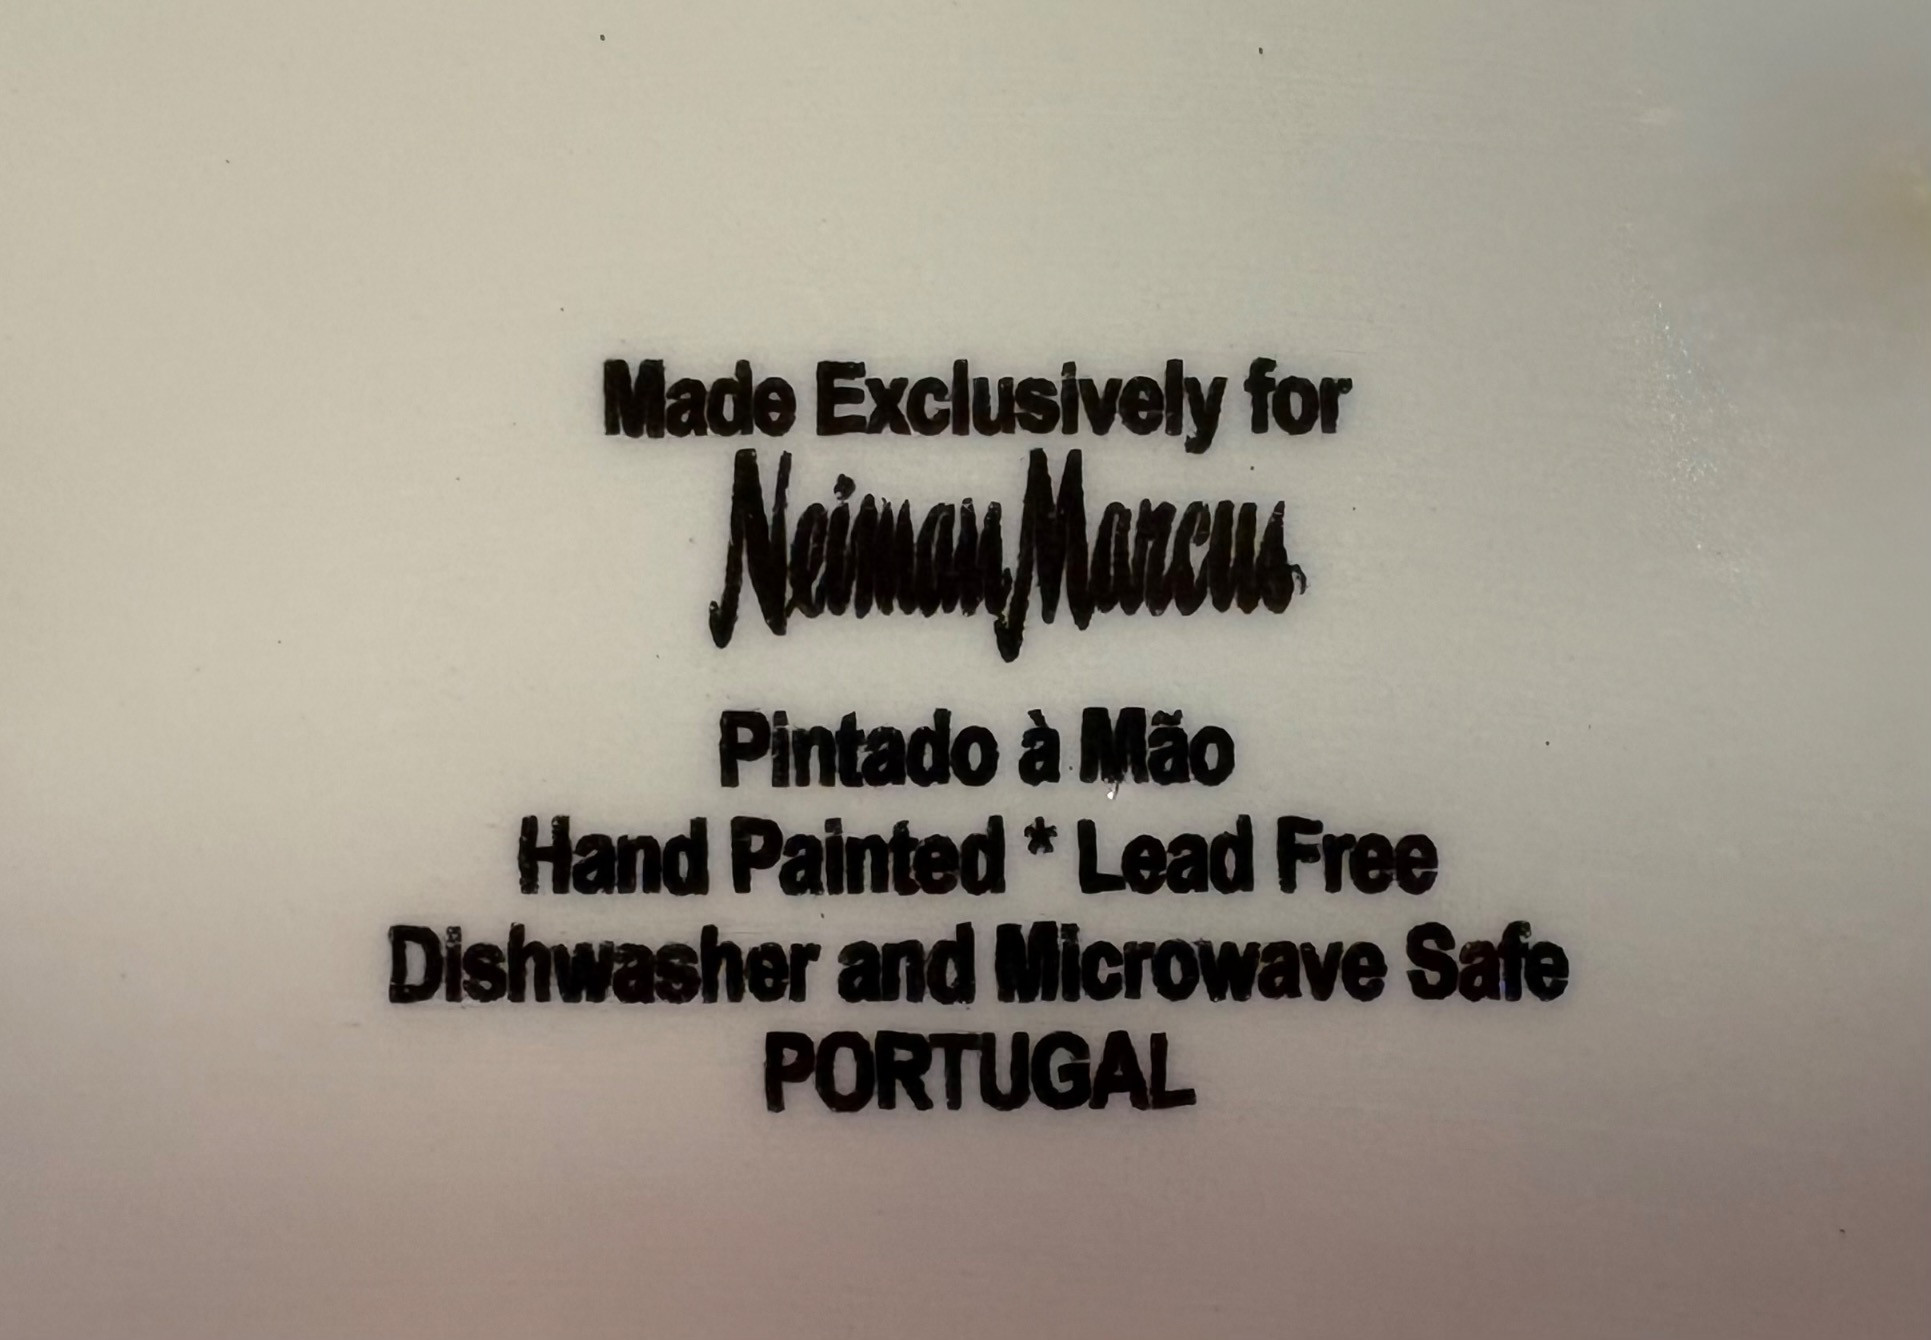 Made Exclusively for
Neiman Marcus
Pintado à Mão
Hand Painted * Lead Free
Dishwasher and Microwave Safe
PORTUGAL